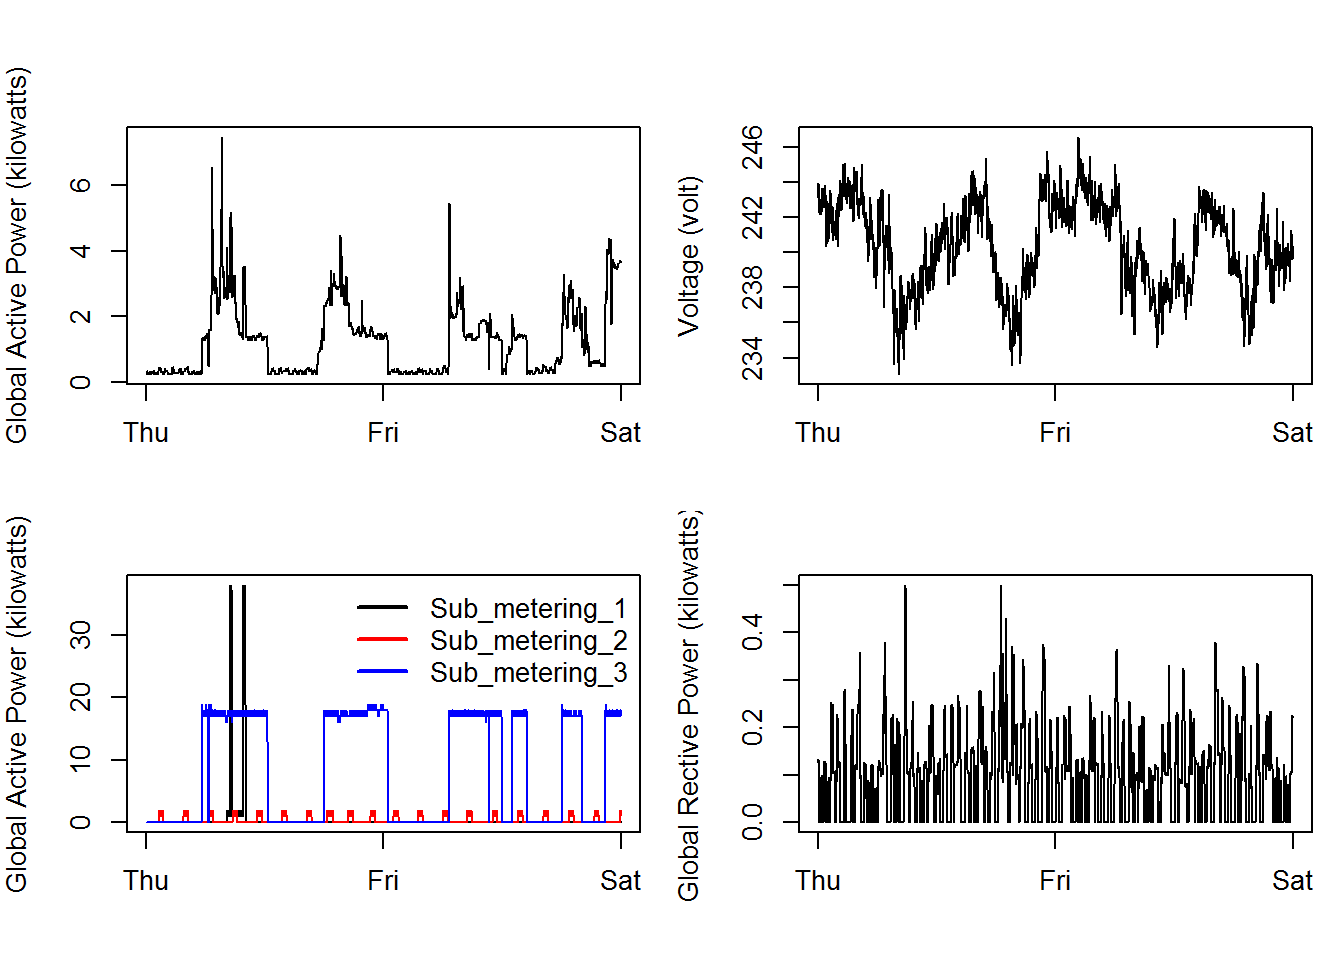 Global Active Power (kilowatts)
0 2 4 6
Thu Fri Sat
Voltage (volt)
234 238 242 246
Thu Fri Sat
Global Active Power (kilowatts)
0 10 20 30
Sub_metering_1
Sub_metering_2
Sub_metering_3
Thu Fri Sat
Global Rective Power (kilowatts)
0.0 0.2 0.4
Thu Fri Sat